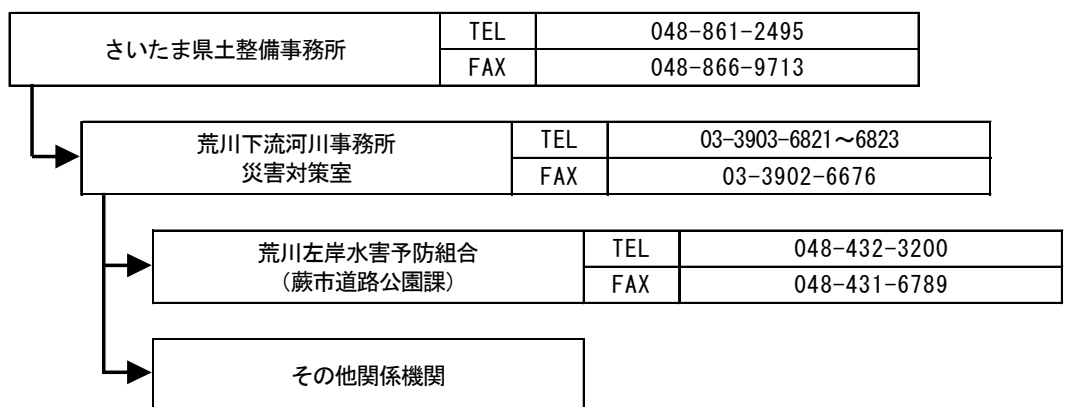 さいたま県土整備事務所 TEL 048-861-2495
FAX 048-866-9713
荒川下流河川事務所 TEL 03-3903-6821～6823
災害対策室 FAX 03-3902-6676
荒川左岸水害予防組合 TEL 048-432-3200
(蕨市道路公園課) FAX 048-431-6789
その他関係機関